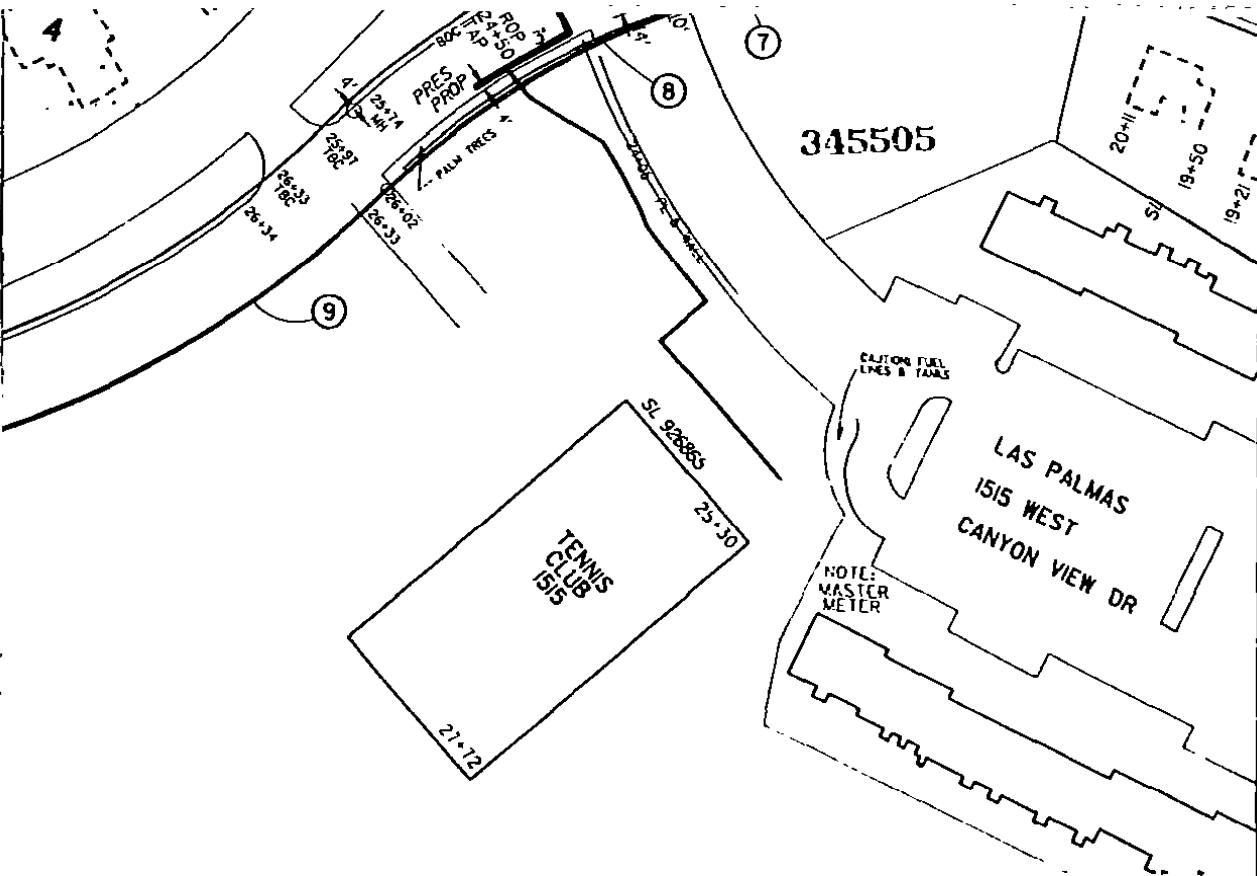 4
BOC
ROP
24+50
AP
3'
4'
10'
7
8
PRES
PROP
4'
25+74
MH
25+97
TBC
26+33
TBC
26+34
PALM TREES
4'
26+02
26+33
9
345505
20+11
19+50
19+21
SL
CAUTION: FUEL
LINES & TANKS
SL 926865
25+30
TENNIS
CLUB
1515
27+72
LAS PALMAS
1515 WEST
CANYON VIEW DR
NOTE:
MASTER
METER